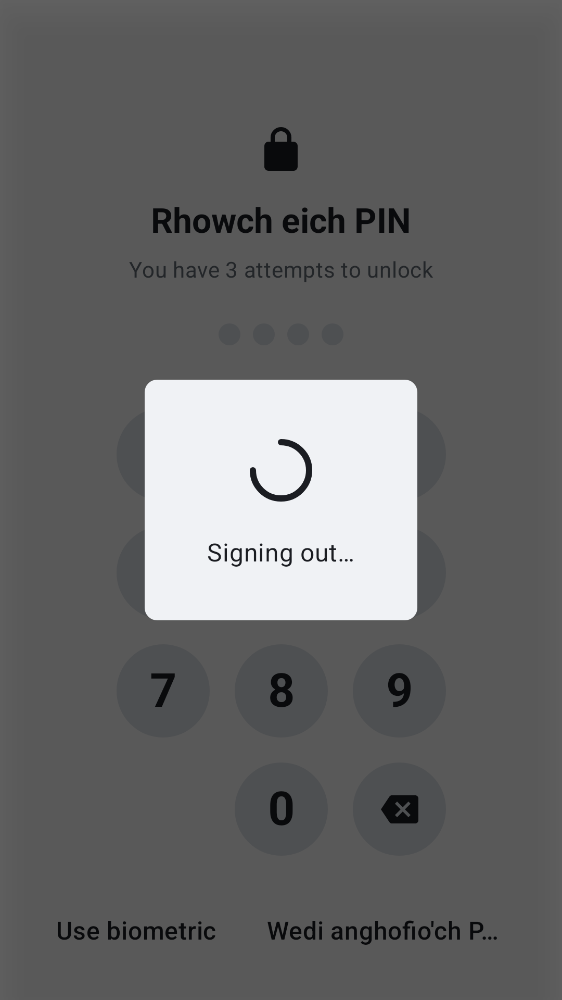 Rhowch eich PIN
You have 3 attempts to unlock
Signing out…
7 8 9
0
Use biometric Wedi anghofio'ch P…